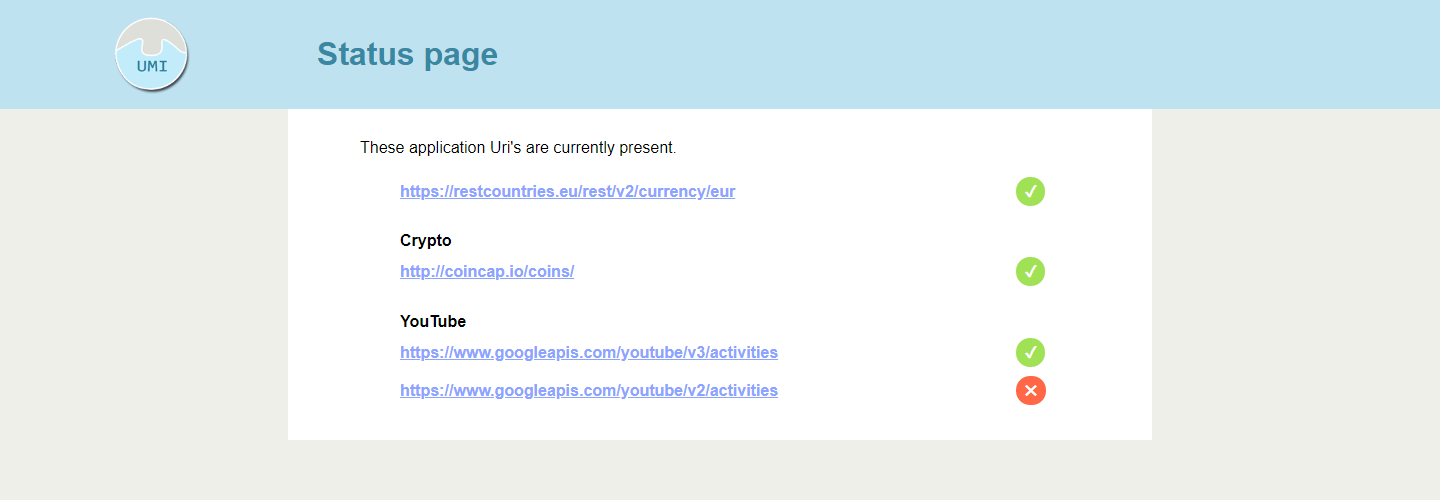 UMI
Status page
These application Uri's are currently present.
https://restcountries.eu/rest/v2/currency/eur
Crypto
http://coincap.io/coins/
YouTube
https://www.googleapis.com/youtube/v3/activities
https://www.googleapis.com/youtube/v2/activities